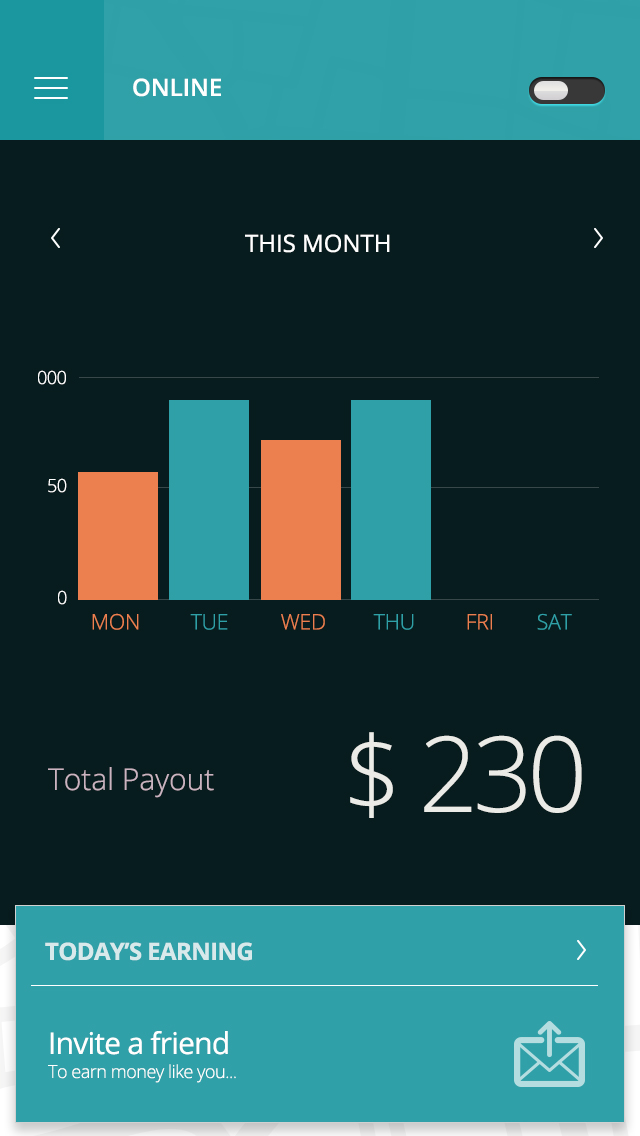 ONLINE
THIS MONTH
000
50
0
MON TUE WED THU FRI SAT
Total Payout $ 230
TODAY'S EARNING
Invite a friend
To earn money like you...